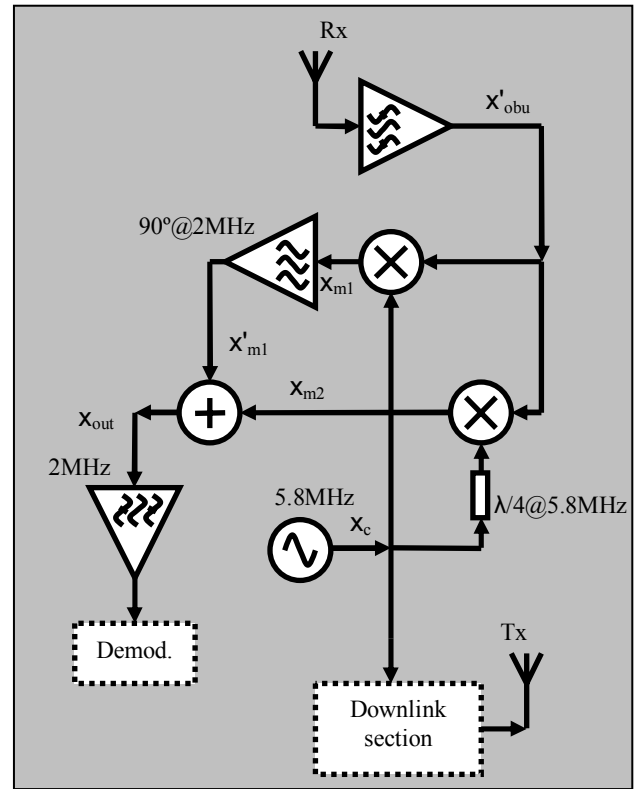 Rx
x'obu
90º@2MHz
xm1
x'm1
xm2
xout
2MHz
5.8MHz
xc
λ/4@5.8MHz
Tx
Demod.
Downlink
section